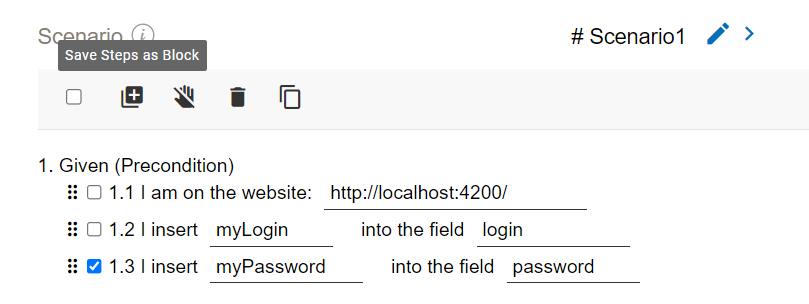 Scenario i
# Scenario1
Save Steps as Block
1. Given (Precondition)
1.1 I am on the website: http://localhost:4200/
1.2 I insert myLogin into the field login
1.3 I insert myPassword into the field password